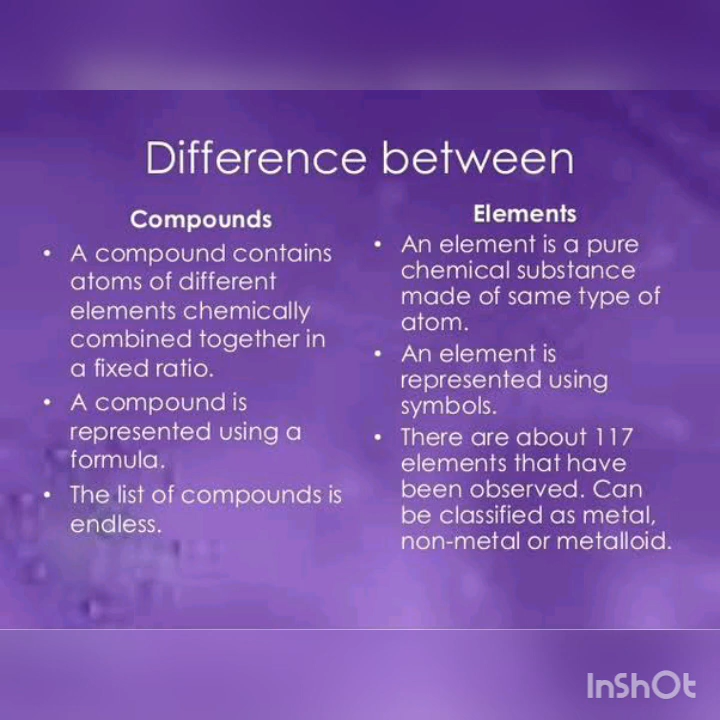 Difference between
Compounds
• A compound contains
atoms of different
elements chemically
combined together in
a fixed ratio.
• A compound is
represented using a
formula.
• The list of compounds is
endless.
Elements
• An element is a pure
chemical substance
made of same type of
atom.
• An element is
represented using
symbols.
• There are about 117
elements that have
been observed. Can
be classified as metal,
non-metal or metalloid.
InShOt